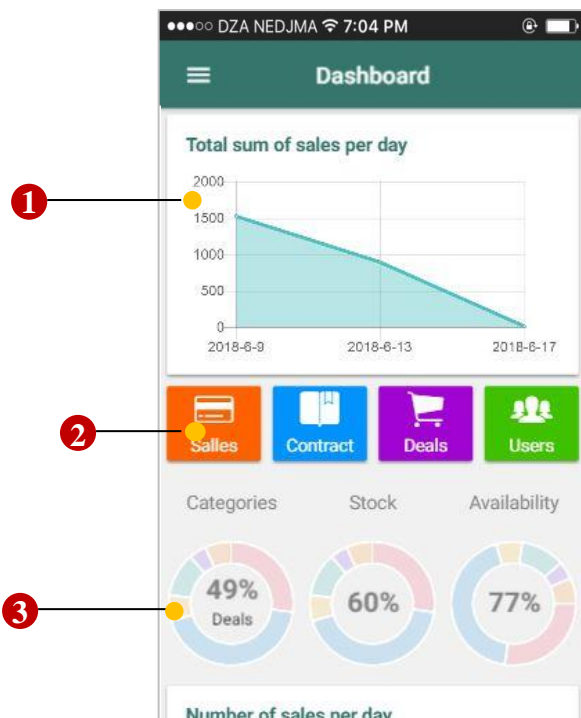 DZA NEDJMA 7:04 PM
Dashboard
Total sum of sales per day
2000
1500
1000
500
0
2018-6-9 2018-6-13 2018-6-17
1
Salles Contract Deals Users
2
Categories Stock Availability
49% 60% 77%
Deals
3
Number of sales per day